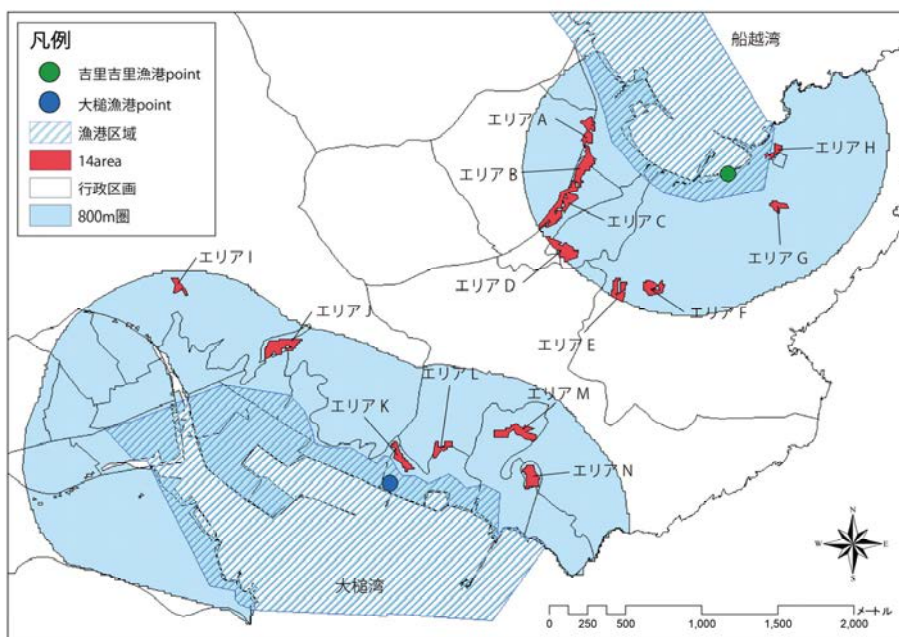 凡例
吉里吉里漁港point
大槌漁港point
漁港区域
14area
行政区画
800m圏
船越湾
エリア A
エリア B
エリア C
エリア D
エリア E
エリア F
エリア G
エリア H
エリア I
エリア J
エリア K
エリア L
エリア M
エリア N
大槌湾
N
W
E
S
メートル
0 250 500 1,000 1,500 2,000